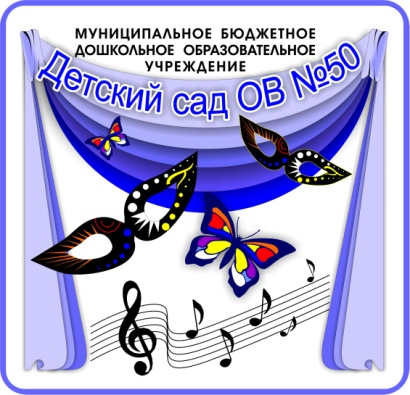 МУНИЦИПАЛЬНОЕ БЮДЖЕТНОЕ
ДОШКОЛЬНОЕ ОБРАЗОВАТЕЛЬНОЕ
УЧРЕЖДЕНИЕ
Детский сад ОВ №50